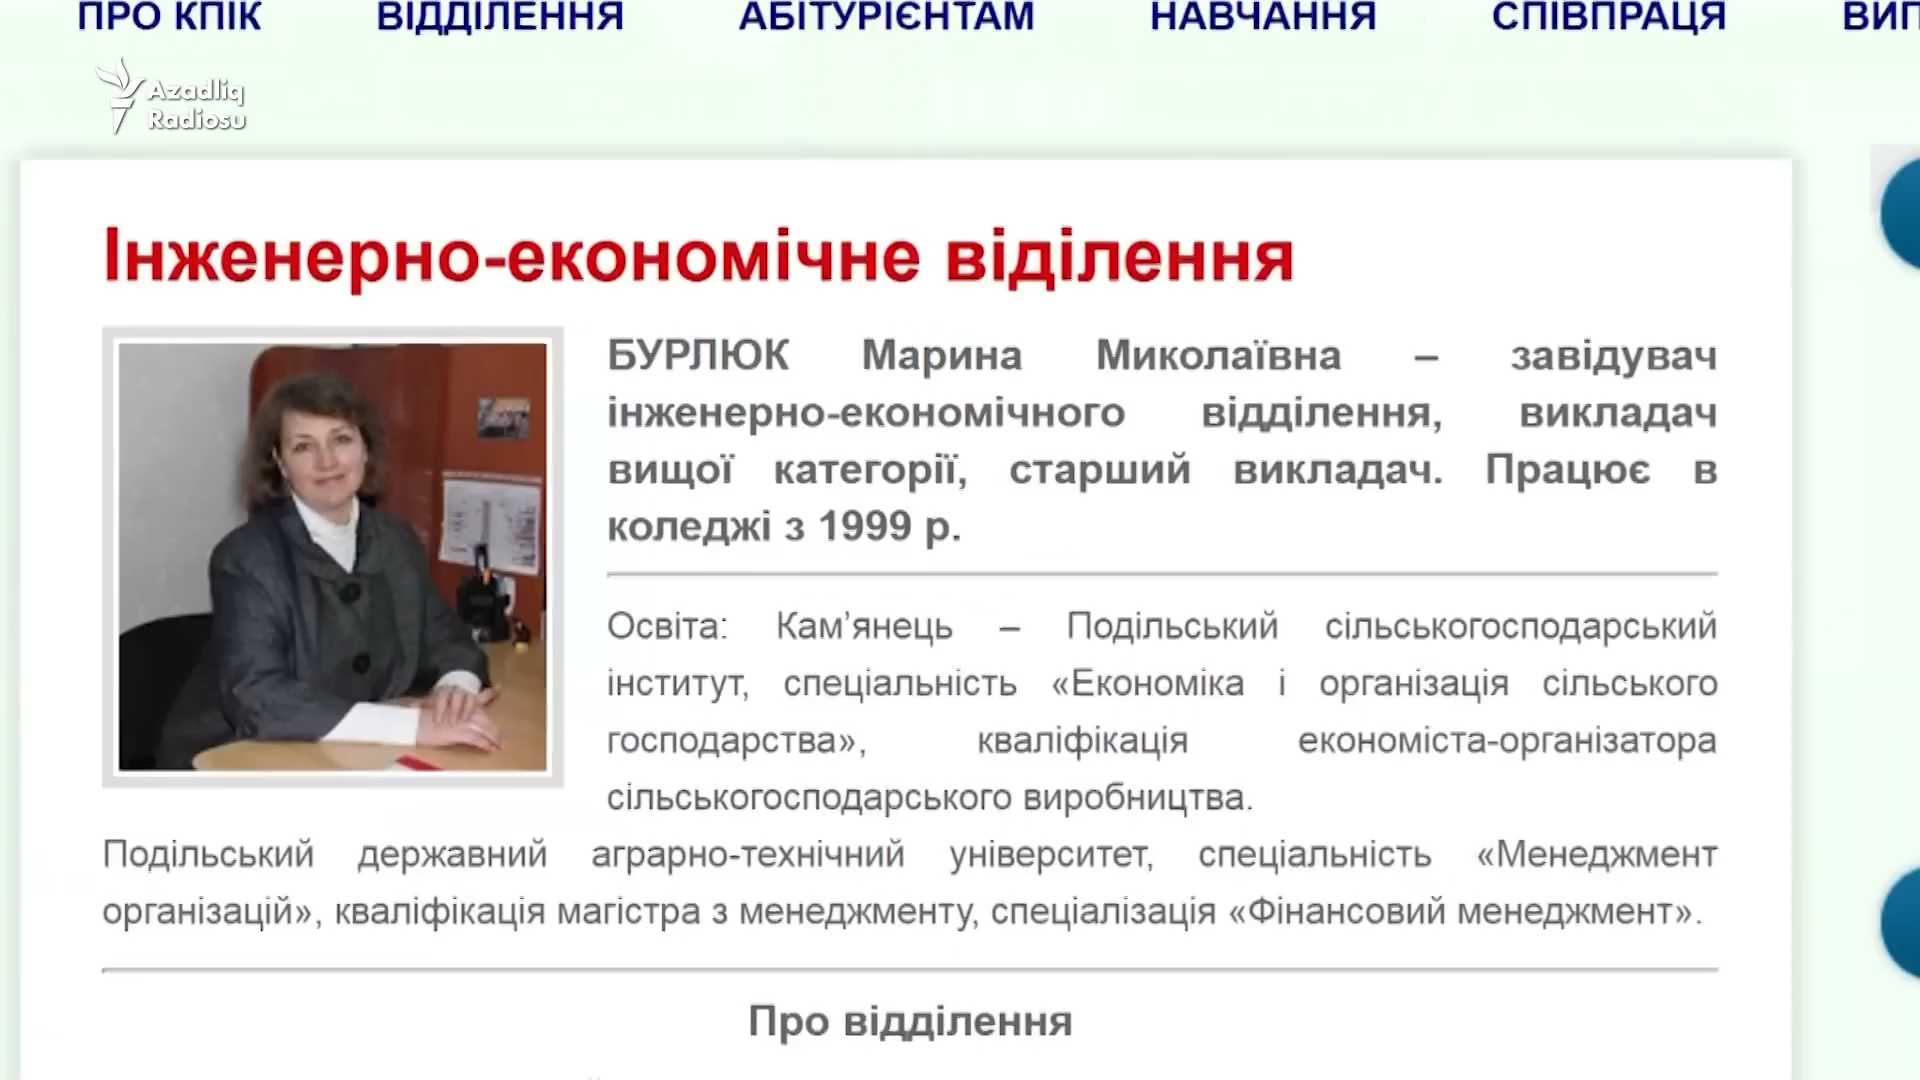 ПРО КПІК ВІДДІЛЕННЯ АБІТУРІЄНТАМ НАВЧАННЯ СПІВПРАЦЯ
Azadlıq
Radiosu
Інженерно-економічне віділення
БУРЛЮК Марина Миколаївна – завідувач
інженерно-економічного відділення, викладач
вищої категорії, старший викладач. Працює в
коледжі з 1999 р.
Освіта: Кам’янець – Подільський сільськогосподарський
інститут, спеціальність «Економіка і організація сільського
господарства», кваліфікація економіста-організатора
сільськогосподарського виробництва.
Подільський державний аграрно-технічний університет, спеціальність «Менеджмент
організацій», кваліфікація магістра з менеджменту, спеціалізація «Фінансовий менеджмент».
Про відділення